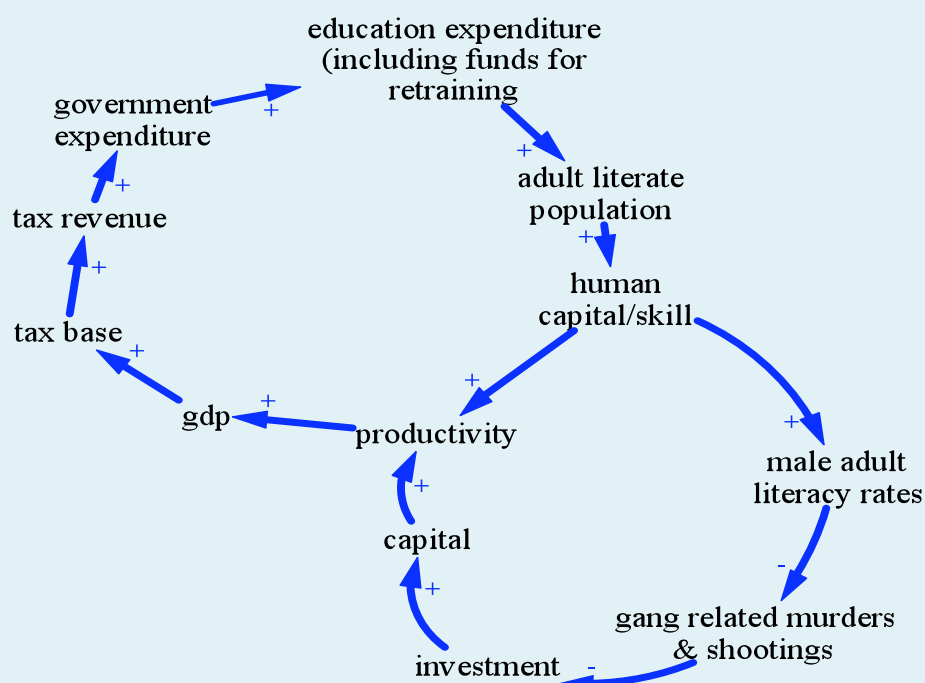 education expenditure
(including funds for
retraining
government
expenditure
+
+
+
adult literate
population
tax revenue
+
+
human
capital/skill
tax base
+
+
+
gdp
+
productivity
male adult
literacy rates
+
capital
-
+
gang related murders
& shootings
investment
-